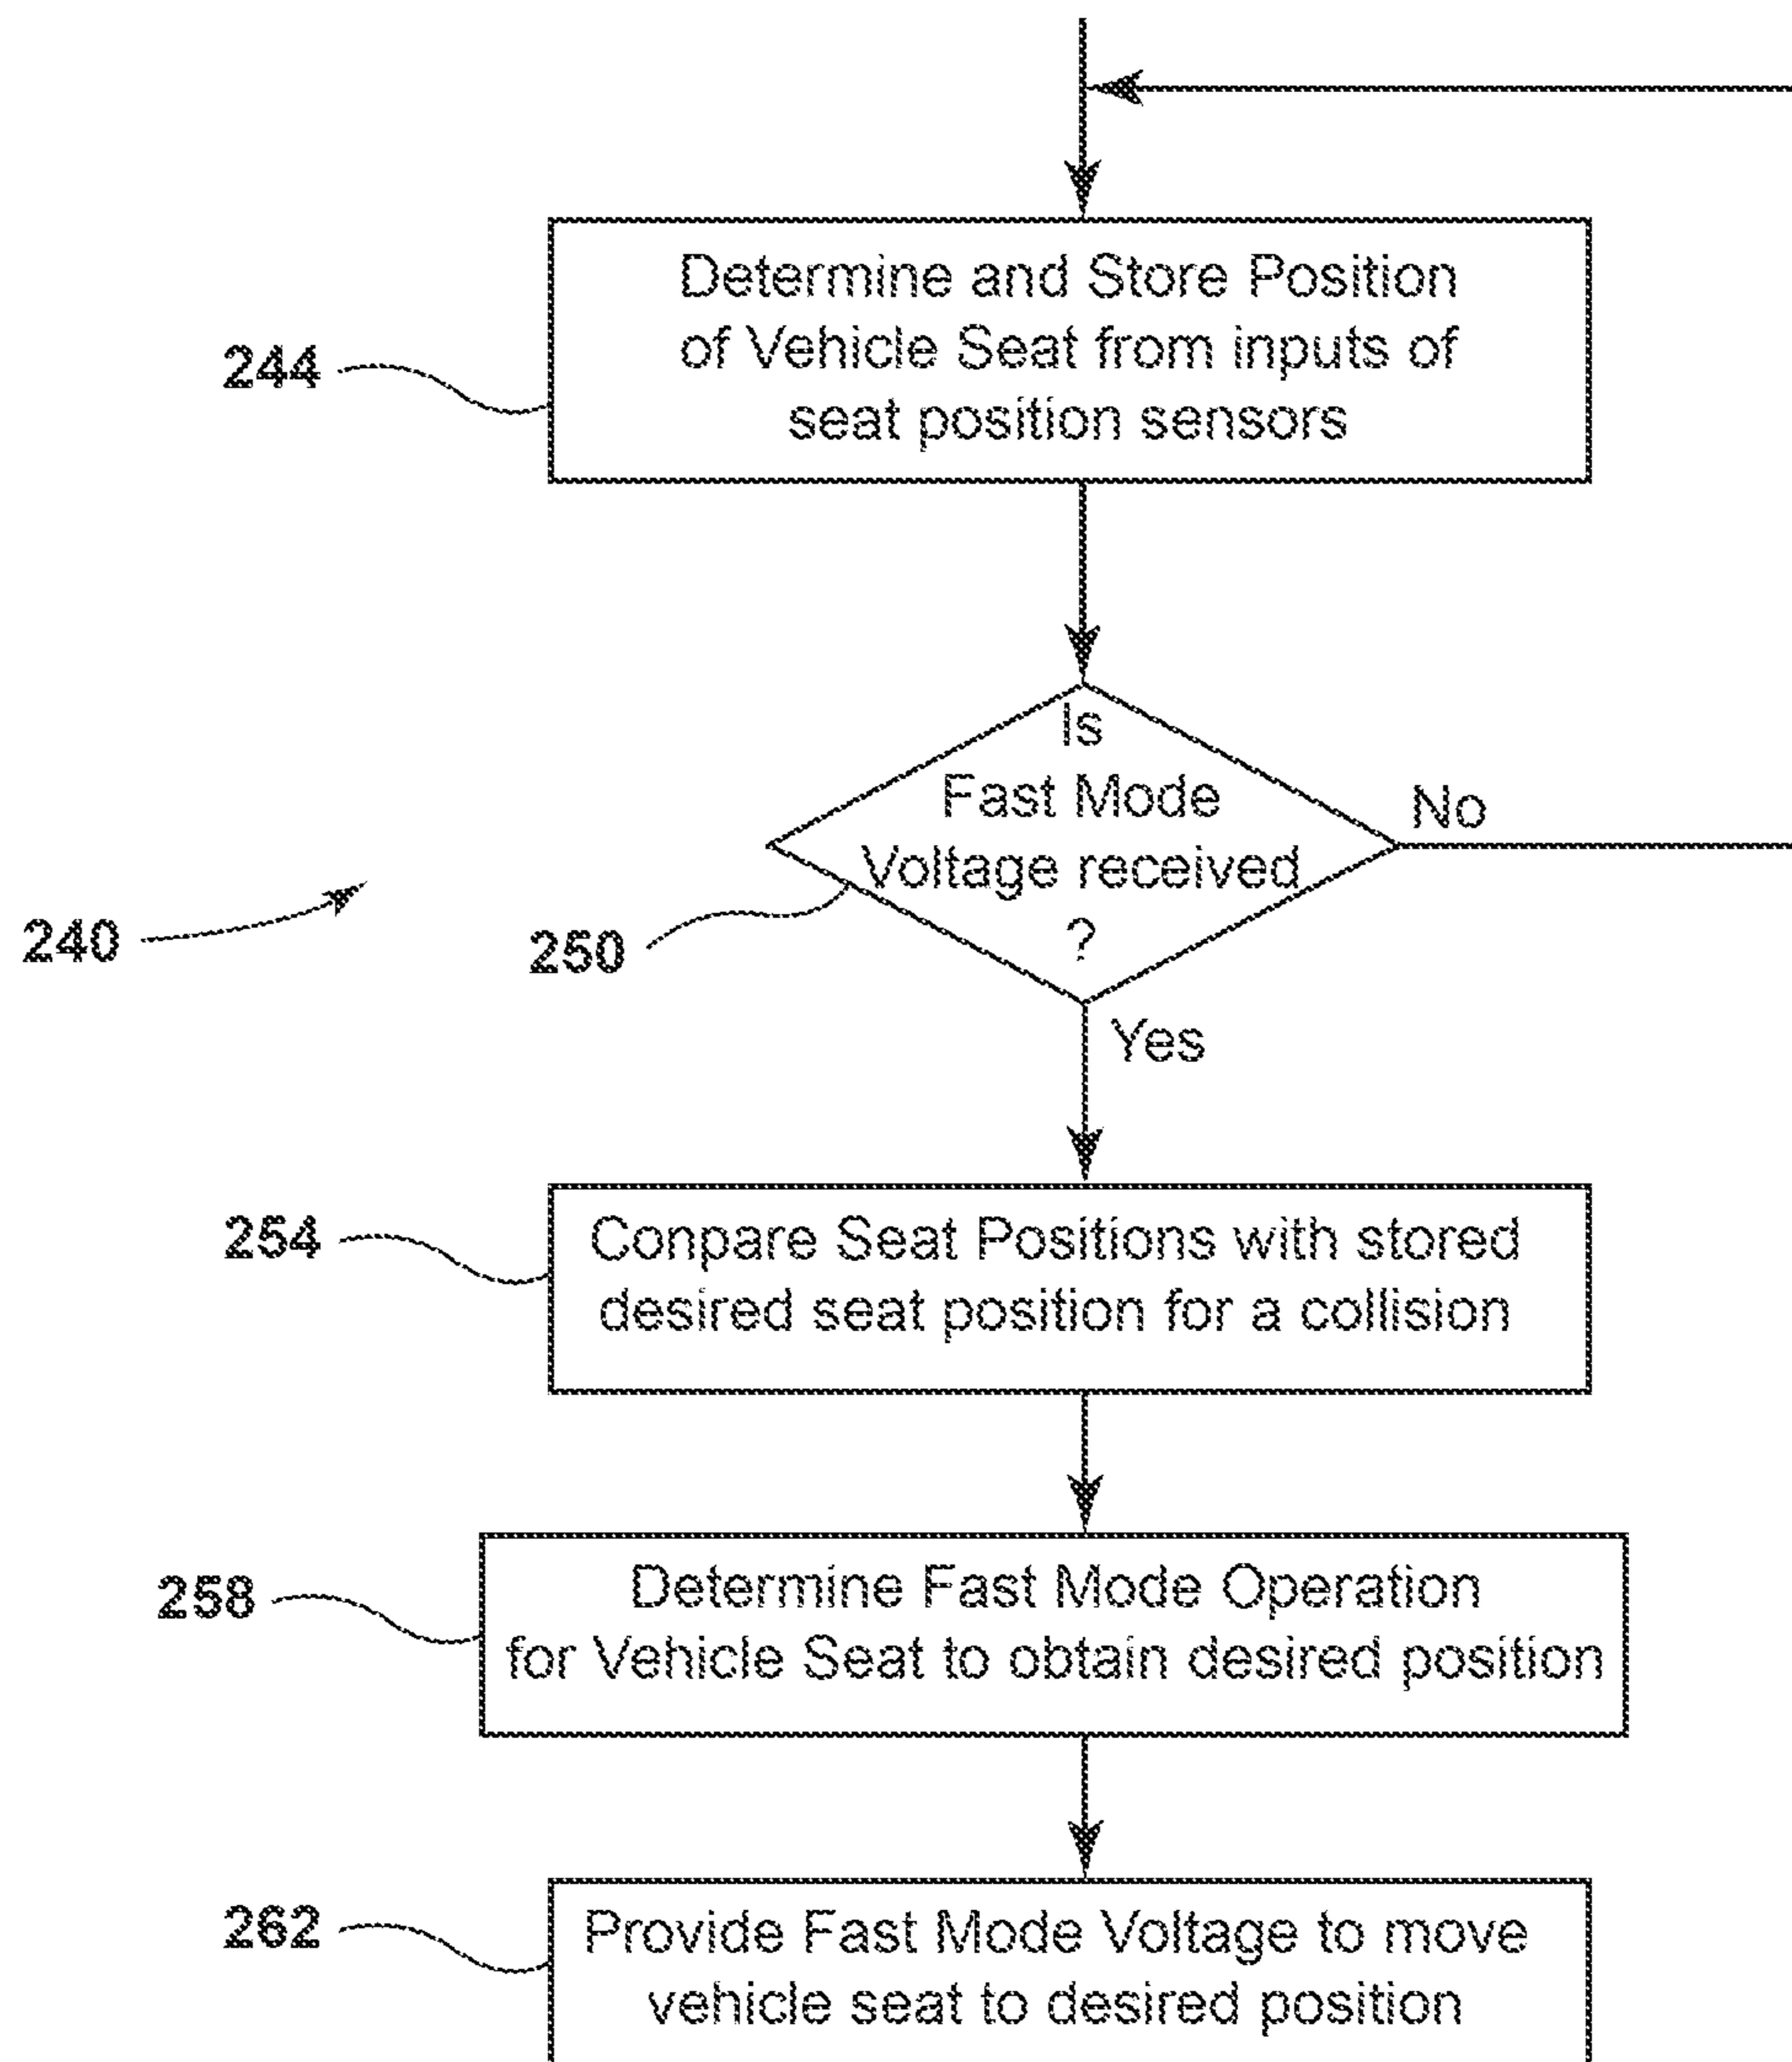 Determine and Store Position
of Vehicle Seat from inputs of
seat position sensors
244
Is
Fast Mode
Voltage received
?
No
240
250
Yes
254
Conpare Seat Positions with stored
desired seat position for a collision
258
Determine Fast Mode Operation
for Vehicle Seat to obtain desired position
262
Provide Fast Mode Voltage to move
vehicle seat to desired position